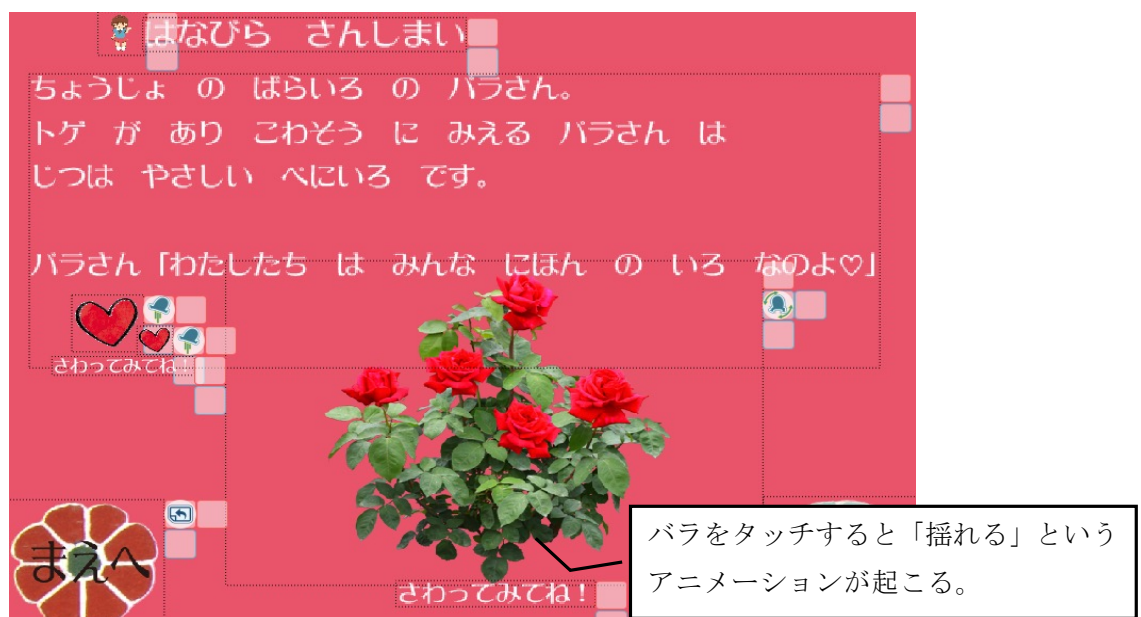 はなびら さんしまい
ちょうじょ の ばらいろ の バラさん。
トゲ が あり こわそう に みえる バラさん は
じつは やさしい べにいろ です。
バラさん「わたしたち は みんな にほん の いろ なのよ♡」
さわってみてね!
まえへ
さわってみてね!
バラをタッチすると「揺れる」という
アニメーションが起こる。